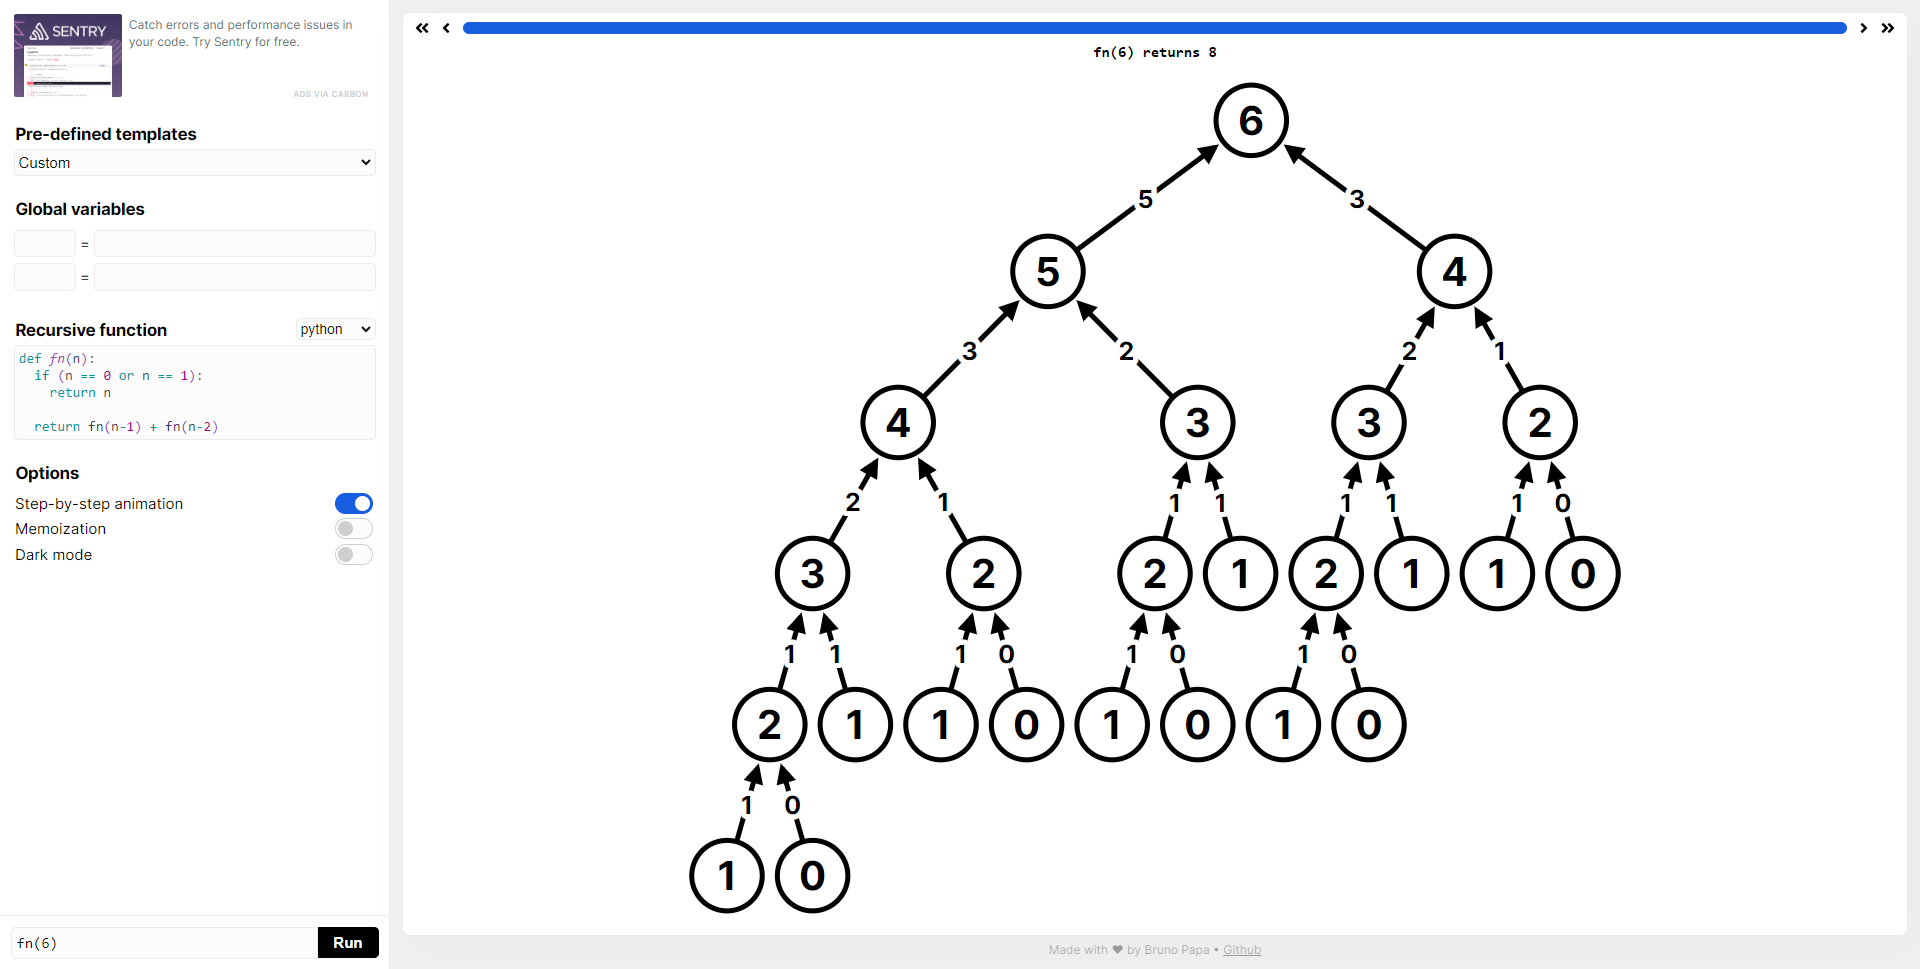 SENTRY
Catch errors and performance issues in
your code. Try Sentry for free.
ADS VIA CARBON
Pre-defined templates
Custom
Global variables
=
=
Recursive function
python
def fn(n):
  if (n == 0 or n == 1):
    return n
  return fn(n-1) + fn(n-2)
Options
Step-by-step animation
Memoization
Dark mode
fn(6)
Run
fn(6) returns 8
6
5 3
5 4
3 2 2 1
4 3 3 2
2 1 1 1 1 1 1 0
3 2 2 1 2 1 1 0
1 1 1 0 1 0 1 0
2 1 1 0 1 0 1 0
1 0
1 0
Made with ❤ by Bruno Papa • Github